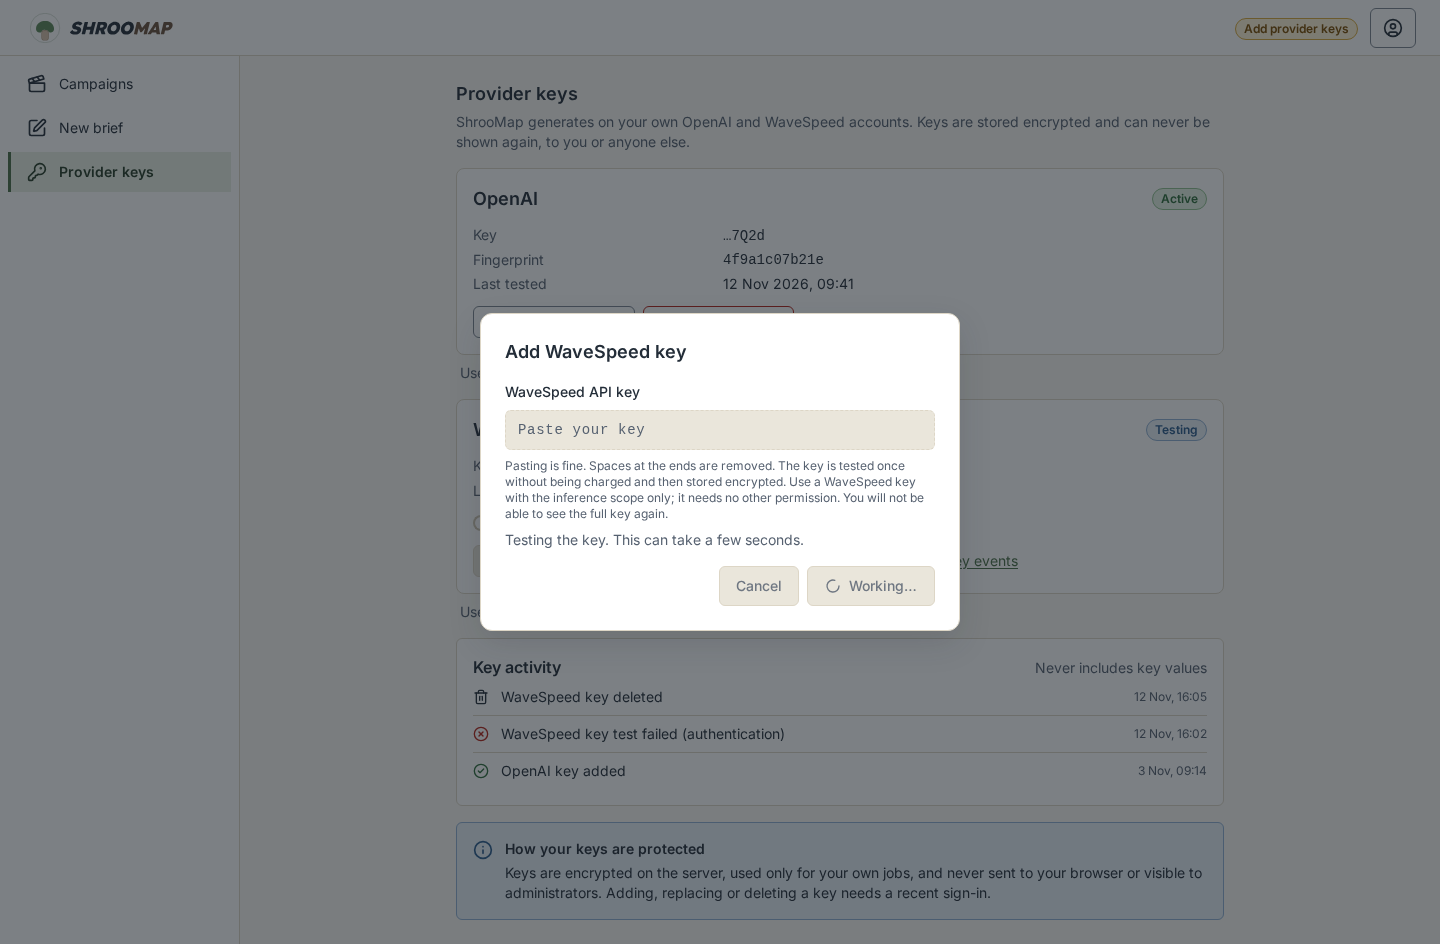 SHROOMAP
Add provider keys
Campaigns
New brief
Provider keys
Provider keys
ShrooMap generates on your own OpenAI and WaveSpeed accounts. Keys are stored encrypted and can never be
shown again, to you or anyone else.
OpenAI
Active
Key
…7Q2d
Fingerprint
4f9a1c07b21e
Last tested
12 Nov 2026, 09:41
Testing
Add WaveSpeed key
WaveSpeed API key
Paste your key
Pasting is fine. Spaces at the ends are removed. The key is tested once
without being charged and then stored encrypted. Use a WaveSpeed key
with the inference scope only; it needs no other permission. You will not be
able to see the full key again.
Testing the key. This can take a few seconds.
Cancel
Working…
events
Key activity
Never includes key values
WaveSpeed key deleted
12 Nov, 16:05
WaveSpeed key test failed (authentication)
12 Nov, 16:02
OpenAI key added
3 Nov, 09:14
How your keys are protected
Keys are encrypted on the server, used only for your own jobs, and never sent to your browser or visible to
administrators. Adding, replacing or deleting a key needs a recent sign-in.